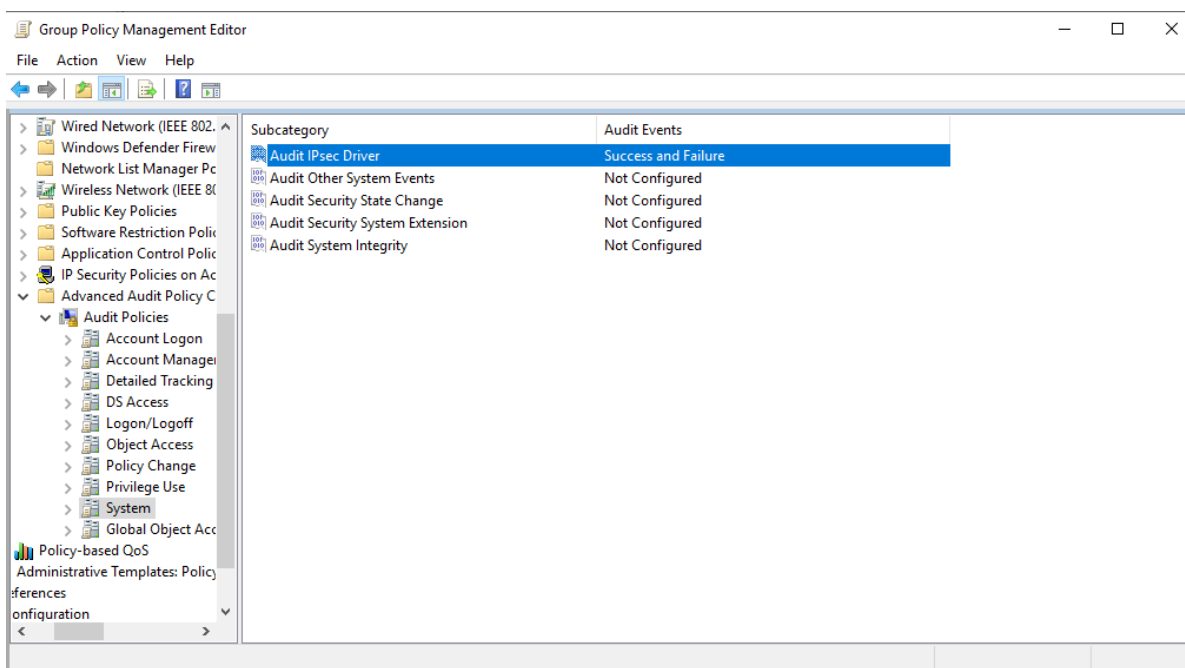 Group Policy Management Editor
File Action View Help
Wired Network (IEEE 802.
Windows Defender Firew
Network List Manager Pc
Wireless Network (IEEE 80
Public Key Policies
Software Restriction Polic
Application Control Polic
IP Security Policies on Ac
Advanced Audit Policy C
Audit Policies
Account Logon
Account Manager
Detailed Tracking
DS Access
Logon/Logoff
Object Access
Policy Change
Privilege Use
System
Global Object Acc
Policy-based QoS
Administrative Templates: Policy
eferences
onfiguration
Subcategory Audit Events
Audit IPsec Driver Success and Failure
Audit Other System Events Not Configured
Audit Security State Change Not Configured
Audit Security System Extension Not Configured
Audit System Integrity Not Configured